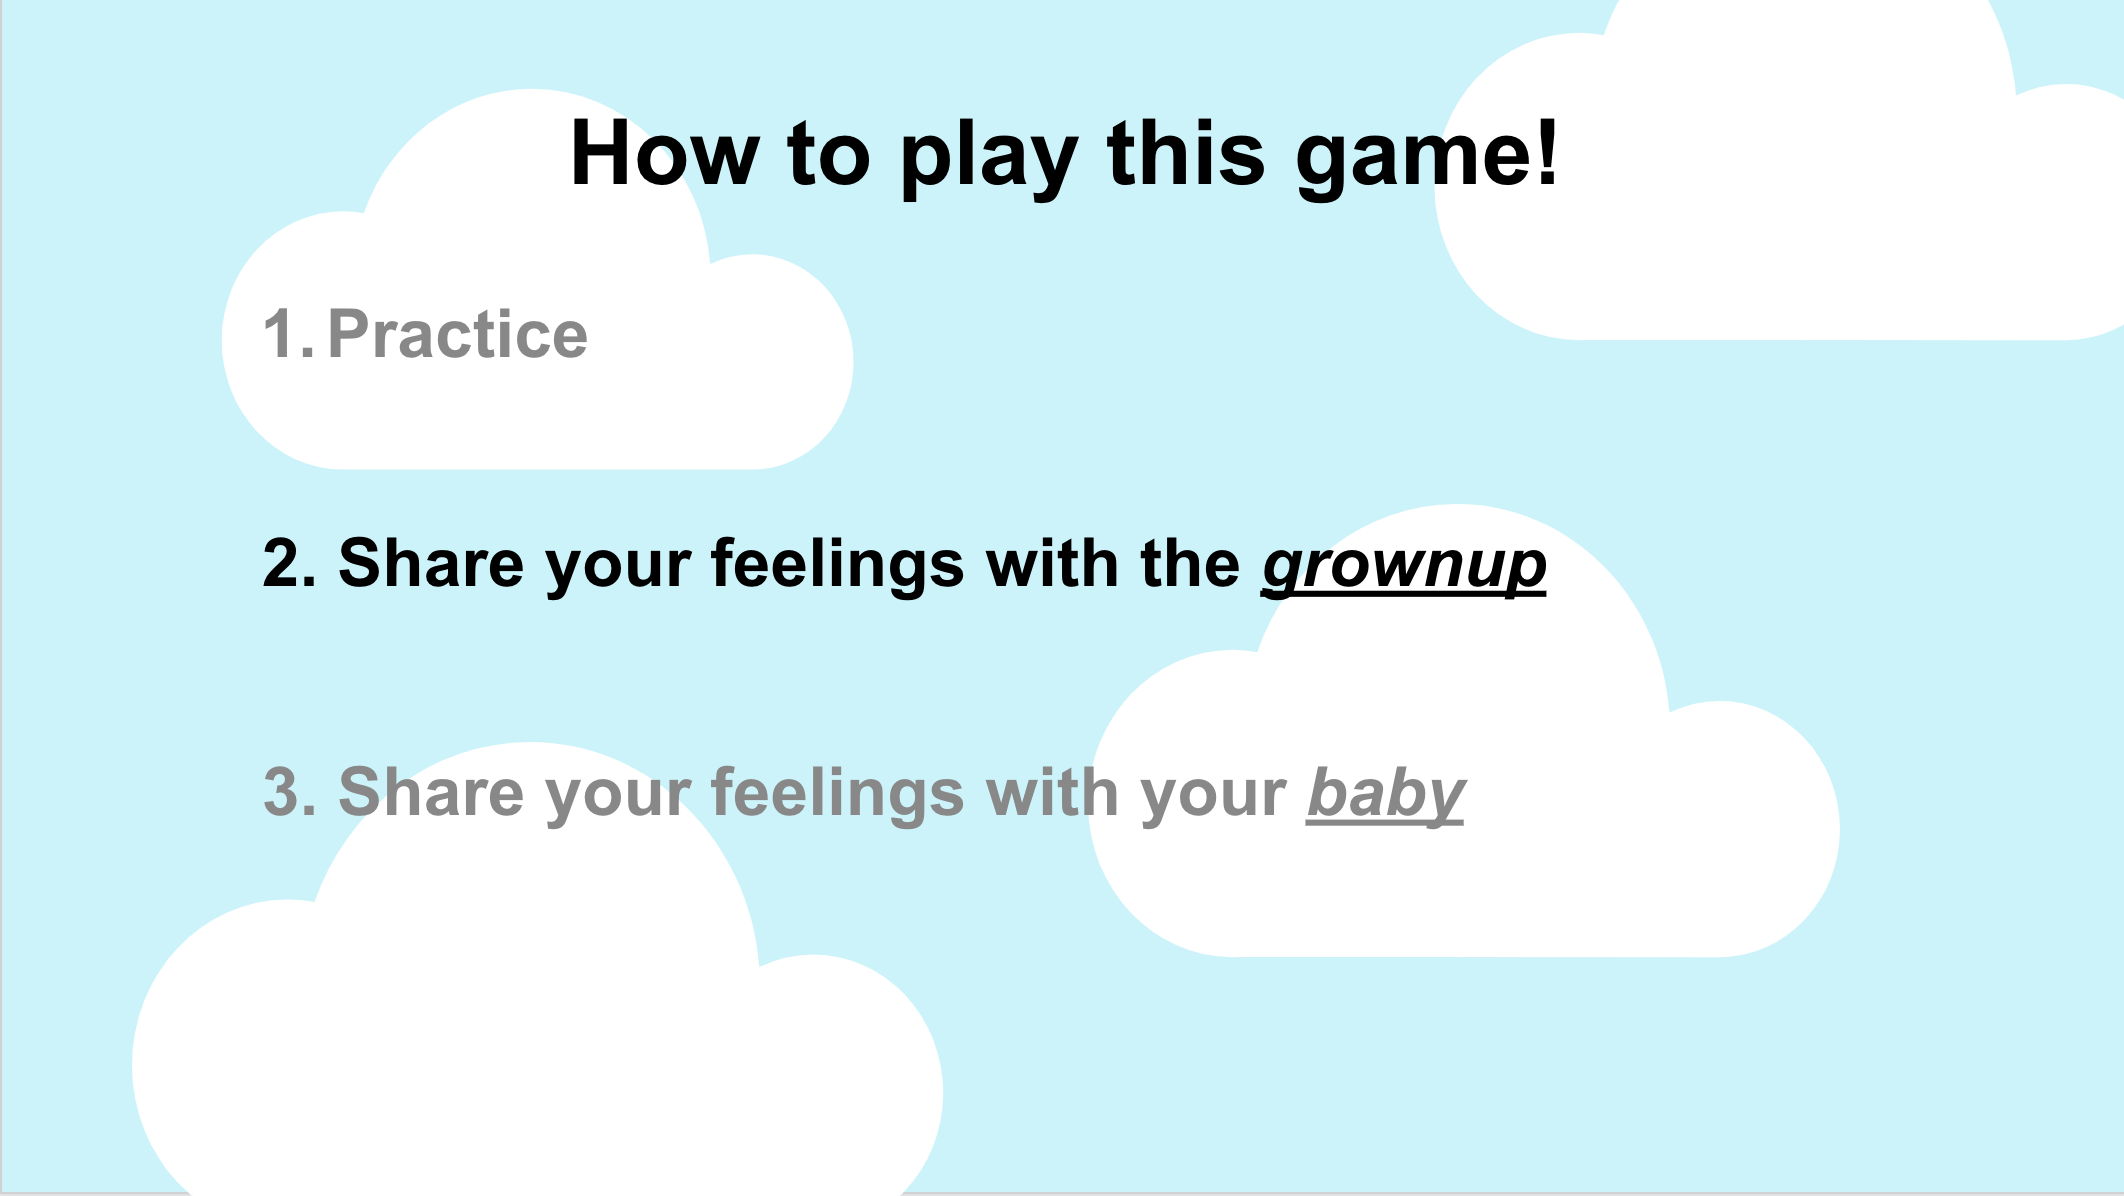 How to play this game!
1. Practice
2. Share your feelings with the grownup
3. Share your feelings with your baby